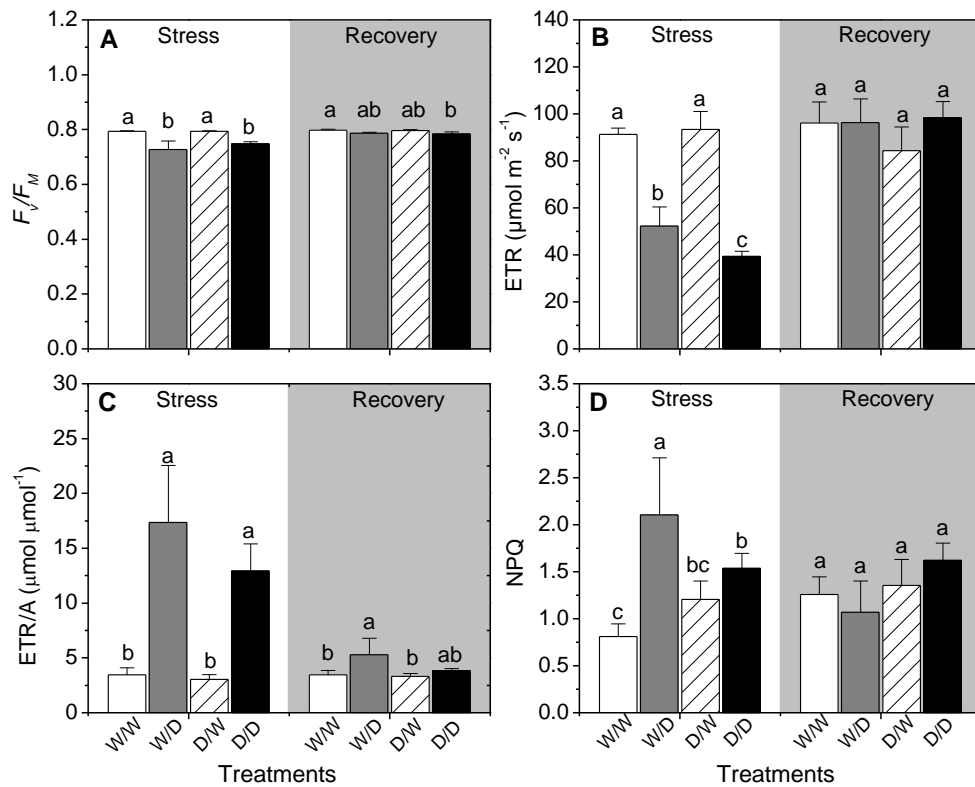 A Stress Recovery
1.2
1.0
0.8
0.6
0.4
0.2
0.0
Fv/FM
a b a b a ab ab b
B Stress Recovery
140
120
100
80
60
40
20
0
ETR (μmol m⁻² s⁻¹)
a b a c a a a a
C Stress Recovery
30
25
20
15
10
5
0
ETR/A (μmol μmol⁻¹)
b a b a b a b ab
W/W W/D D/W D/D W/W W/D D/W D/D
Treatments
D Stress Recovery
3.5
3.0
2.5
2.0
1.5
1.0
0.5
0.0
NPQ
c a bc b a a a a
W/W W/D D/W D/D W/W W/D D/W D/D
Treatments